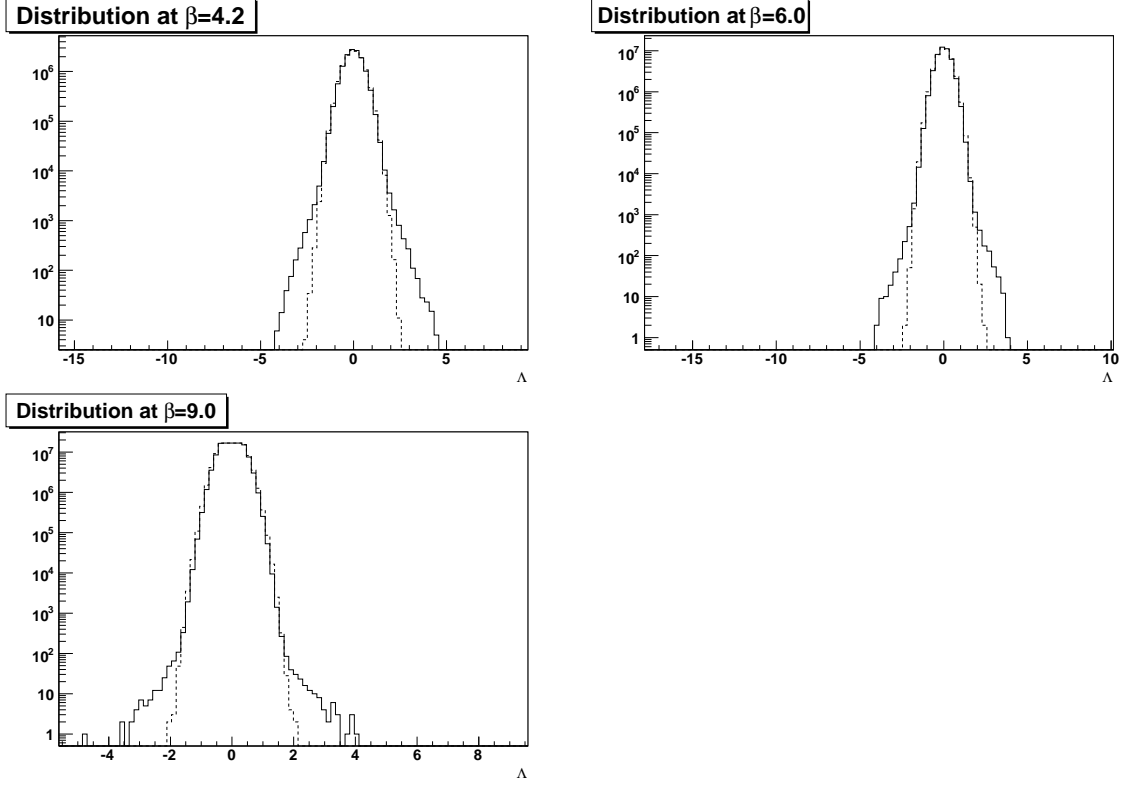 Distribution at β=4.2
10⁶
10⁵
10⁴
10³
10²
10
-15 -10 -5 0 5
Λ
Distribution at β=6.0
10⁷
10⁶
10⁵
10⁴
10³
10²
10
1
-15 -10 -5 0 5 10
Λ
Distribution at β=9.0
10⁷
10⁶
10⁵
10⁴
10³
10²
10
1
-4 -2 0 2 4 6 8
Λ